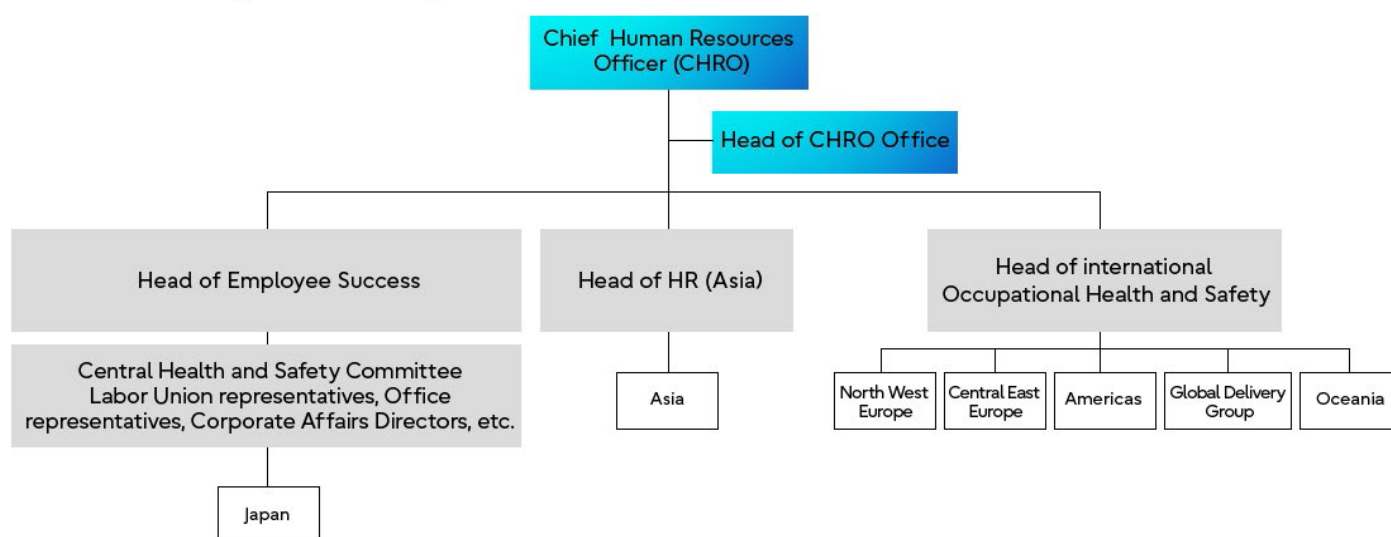 Chief Human Resources
Officer (CHRO)
Head of CHRO Office
Head of Employee Success
Head of HR (Asia)
Head of international
Occupational Health and Safety
Central Health and Safety Committee
Labor Union representatives, Office
representatives, Corporate Affairs Directors, etc.
Asia
North West
Europe
Central East
Europe
Americas
Global Delivery
Group
Oceania
Japan